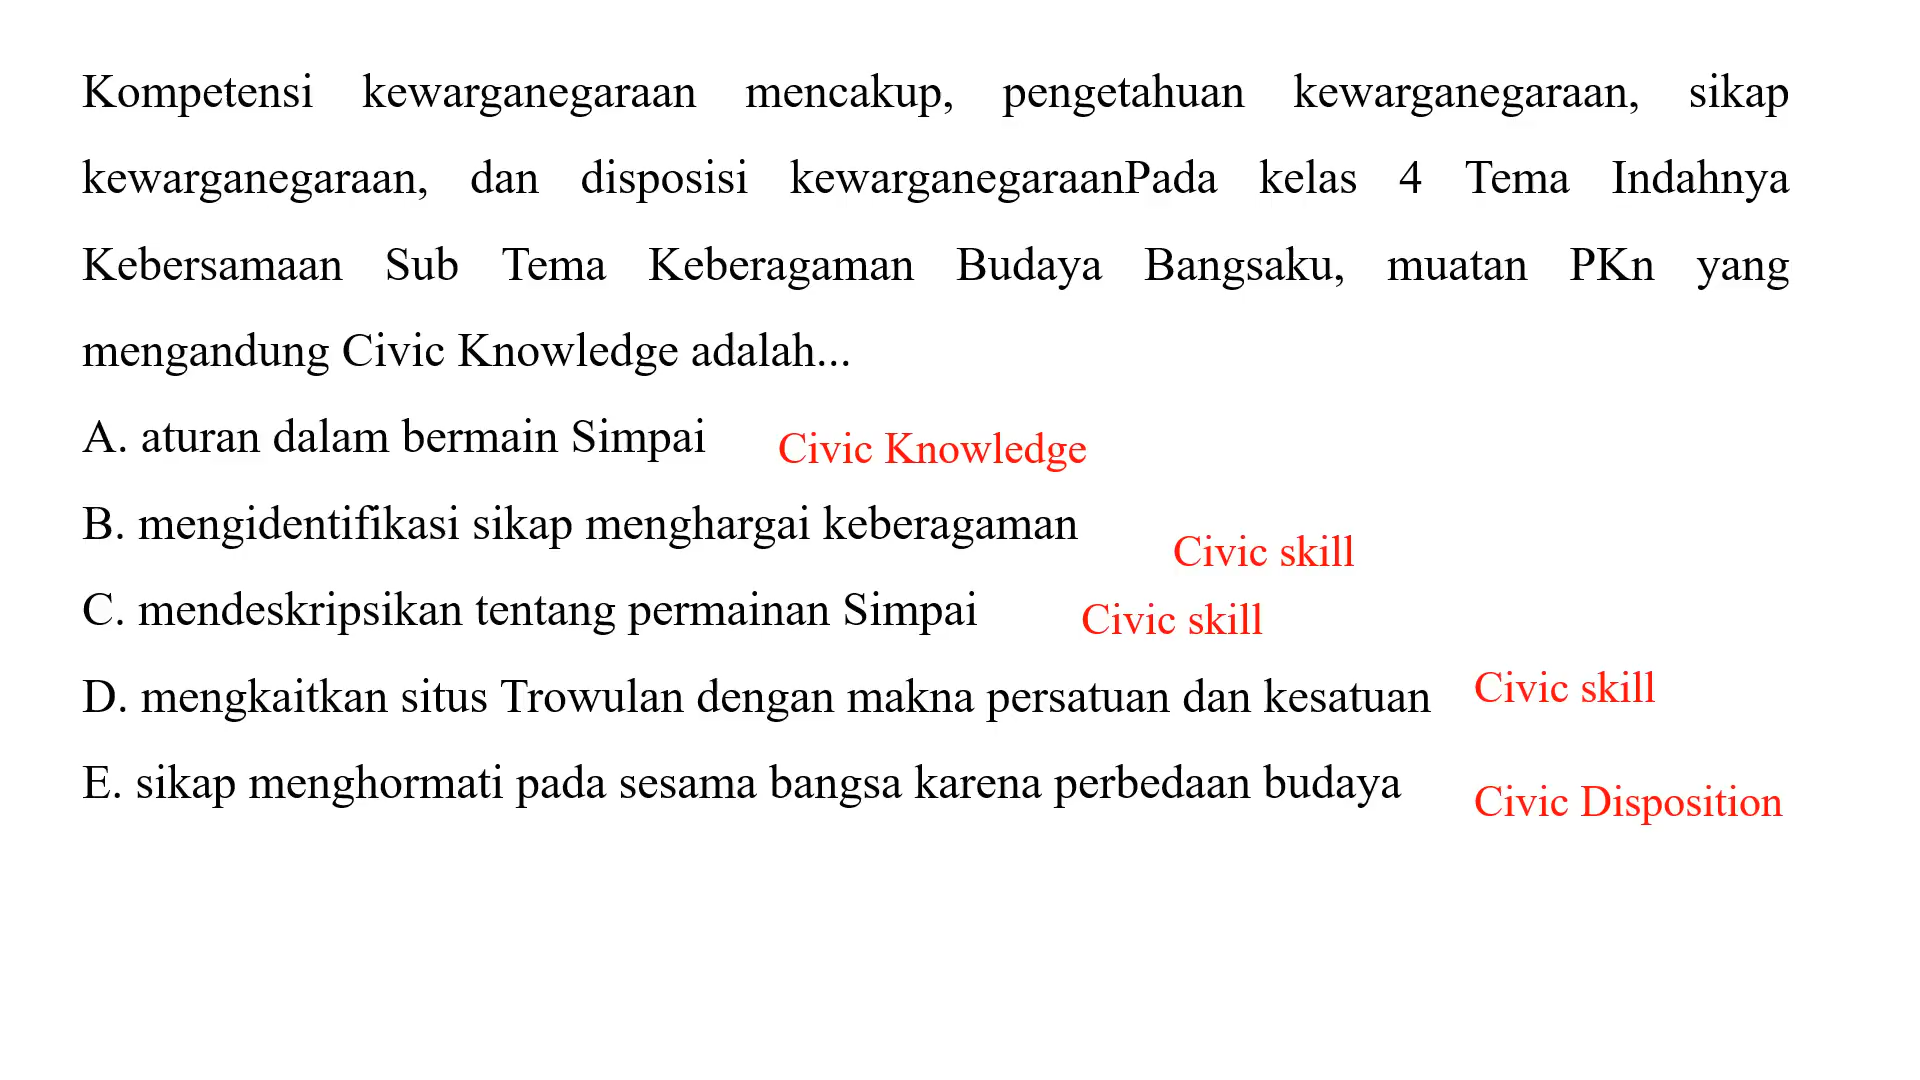 Kompetensi kewarganegaraan mencakup, pengetahuan kewarganegaraan, sikap
kewarganegaraan, dan disposisi kewarganegaraanPada kelas 4 Tema Indahnya
Kebersamaan Sub Tema Keberagaman Budaya Bangsaku, muatan PKn yang
mengandung Civic Knowledge adalah...
A. aturan dalam bermain Simpai Civic Knowledge
B. mengidentifikasi sikap menghargai keberagaman Civic skill
C. mendeskripsikan tentang permainan Simpai Civic skill
D. mengkaitkan situs Trowulan dengan makna persatuan dan kesatuan Civic skill
E. sikap menghormati pada sesama bangsa karena perbedaan budaya Civic Disposition